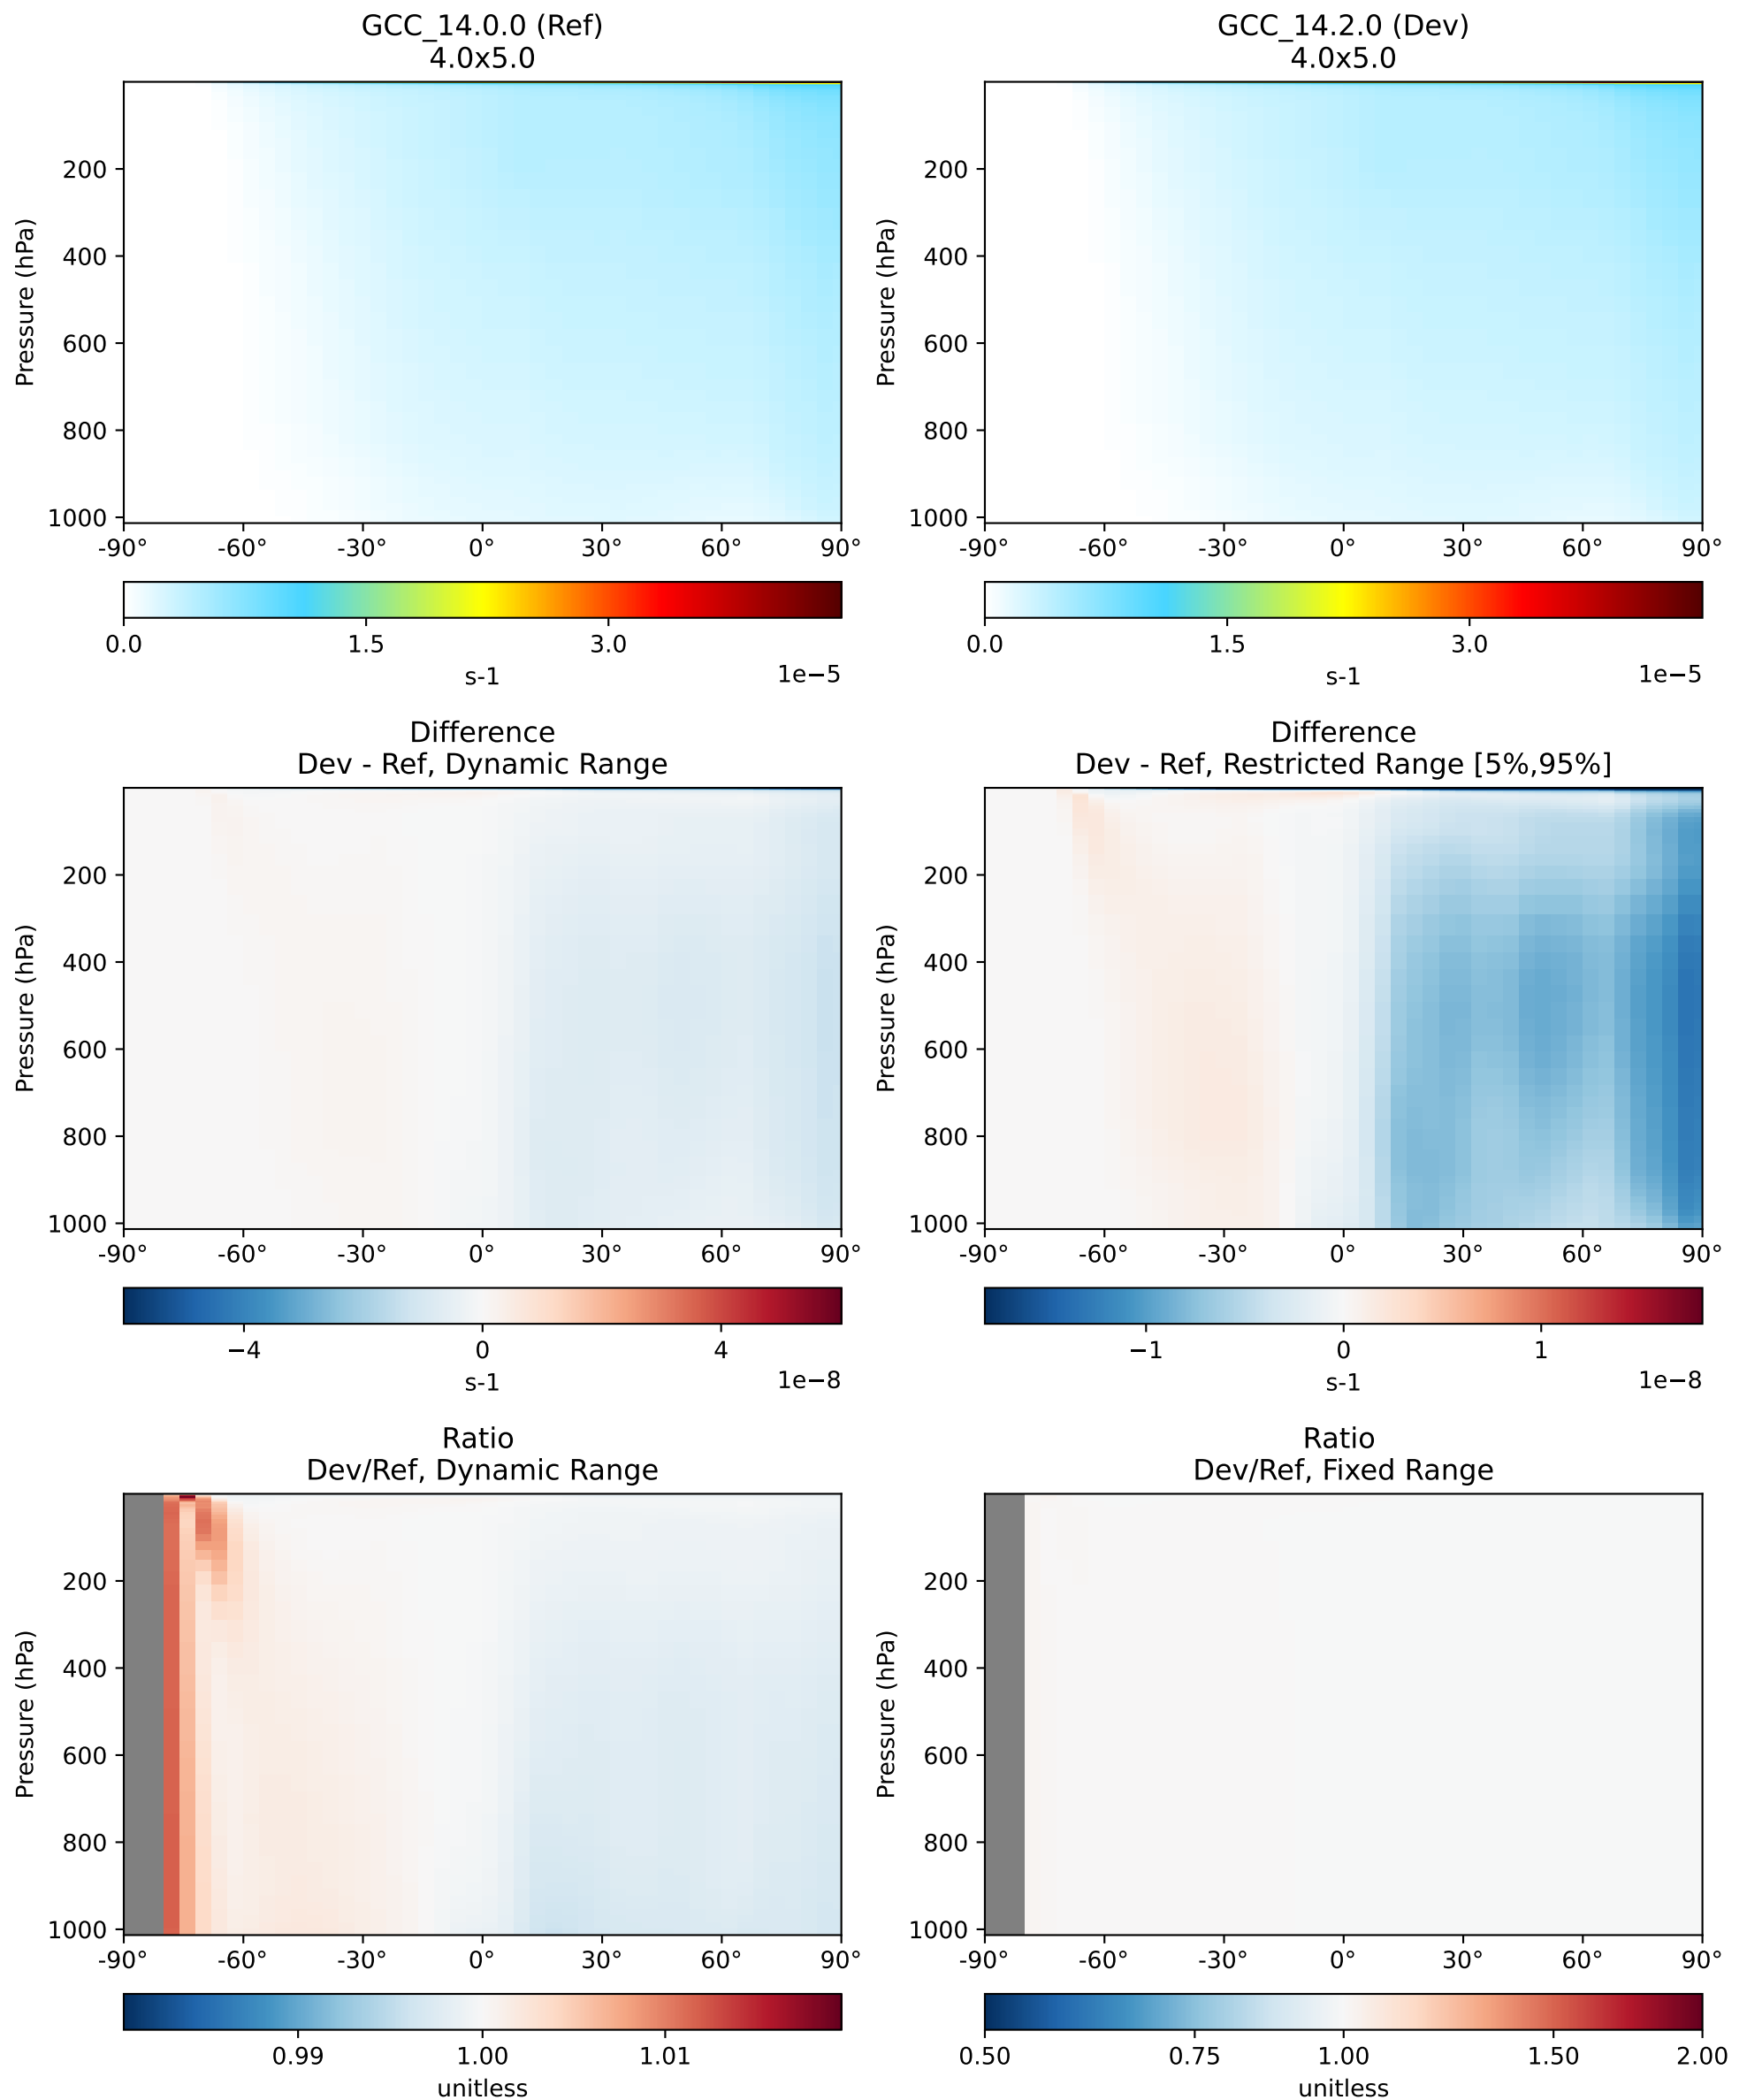 GCC_14.0.0 (Ref)
4.0x5.0
GCC_14.2.0 (Dev)
4.0x5.0
Pressure (hPa)
200
400
600
800
1000
-90° -60° -30° 0° 30° 60° 90°
0.0 1.5 3.0
s-1
1e−5
Pressure (hPa)
200
400
600
800
1000
-90° -60° -30° 0° 30° 60° 90°
0.0 1.5 3.0
s-1
1e−5
Difference
Dev - Ref, Dynamic Range
Pressure (hPa)
200
400
600
800
1000
-90° -60° -30° 0° 30° 60° 90°
−4 0 4
s-1
1e−8
Difference
Dev - Ref, Restricted Range [5%,95%]
Pressure (hPa)
200
400
600
800
1000
-90° -60° -30° 0° 30° 60° 90°
−1 0 1
s-1
1e−8
Ratio
Dev/Ref, Dynamic Range
Pressure (hPa)
200
400
600
800
1000
-90° -60° -30° 0° 30° 60° 90°
0.99 1.00 1.01
unitless
Ratio
Dev/Ref, Fixed Range
Pressure (hPa)
200
400
600
800
1000
-90° -60° -30° 0° 30° 60° 90°
0.50 0.75 1.00 1.50 2.00
unitless